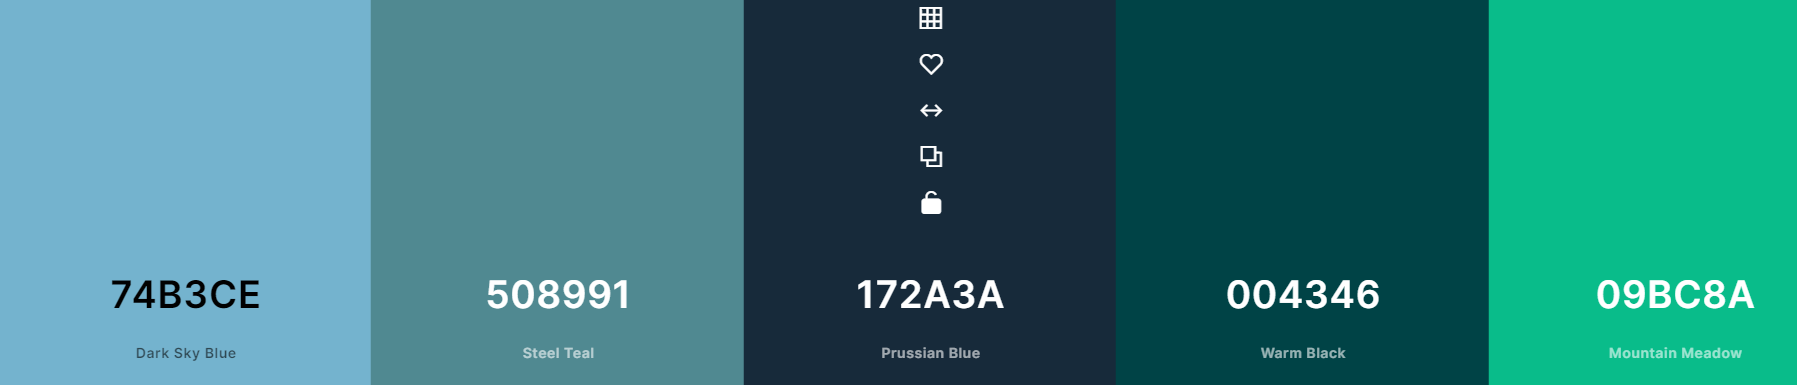 74B3CE
Dark Sky Blue
508991
Steel Teal
172A3A
Prussian Blue
004346
Warm Black
09BC8A
Mountain Meadow